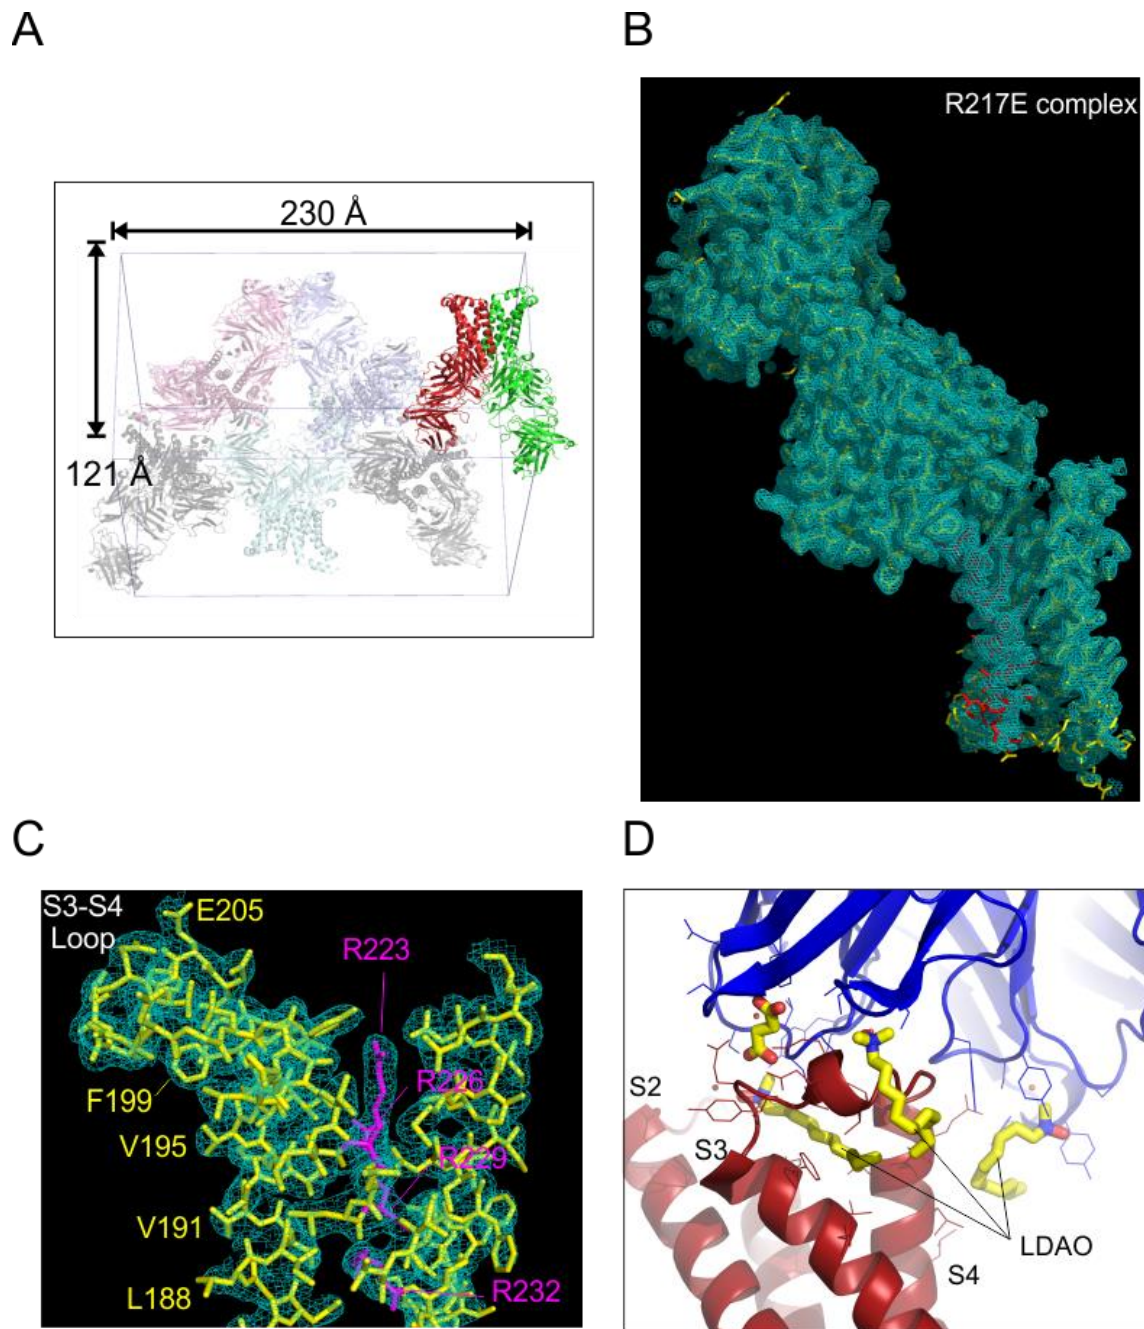 A
230 Å
121 Å
B
R217E complex
C
S3-S4
Loop
E205
R223
R226
F199
V195
R229
V191
L188
R232
D
S2
S3
S4
LDAO